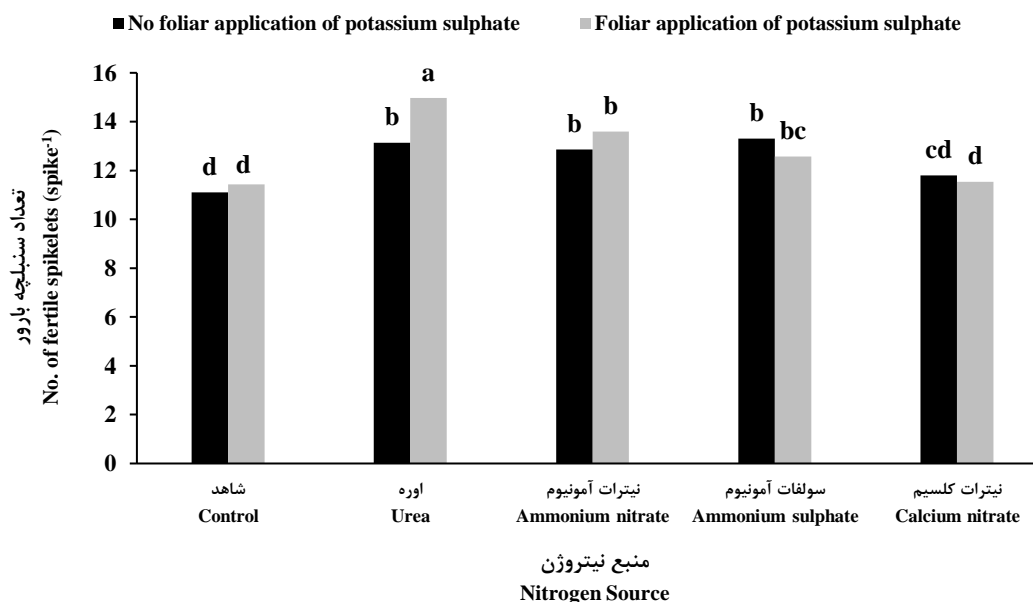 ■ No foliar application of potassium sulphate ■ Foliar application of potassium sulphate
تعداد سنبلچه بارور
No. of fertile spikelets (spike⁻¹)
16
14
12
10
8
6
4
2
0
d d
b a
b b
b bc
cd d
شاهد اوره نیترات آمونیوم سولفات آمونیوم نیترات کلسیم
Control Urea Ammonium nitrate Ammonium sulphate Calcium nitrate
منبع نیتروژن
Nitrogen Source